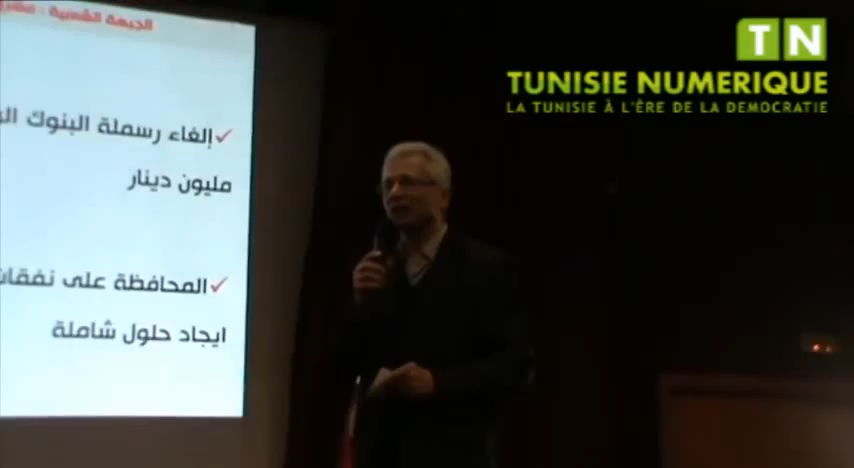 الجبهة الشعبية :
إلغاء رسملة البنوك
مليون دينار
المحافظة على نفقات
ايجاد حلول شاملة
TN
TUNISIE NUMERIQUE
LA TUNISIE À L'ÈRE DE LA DEMOCRATIE